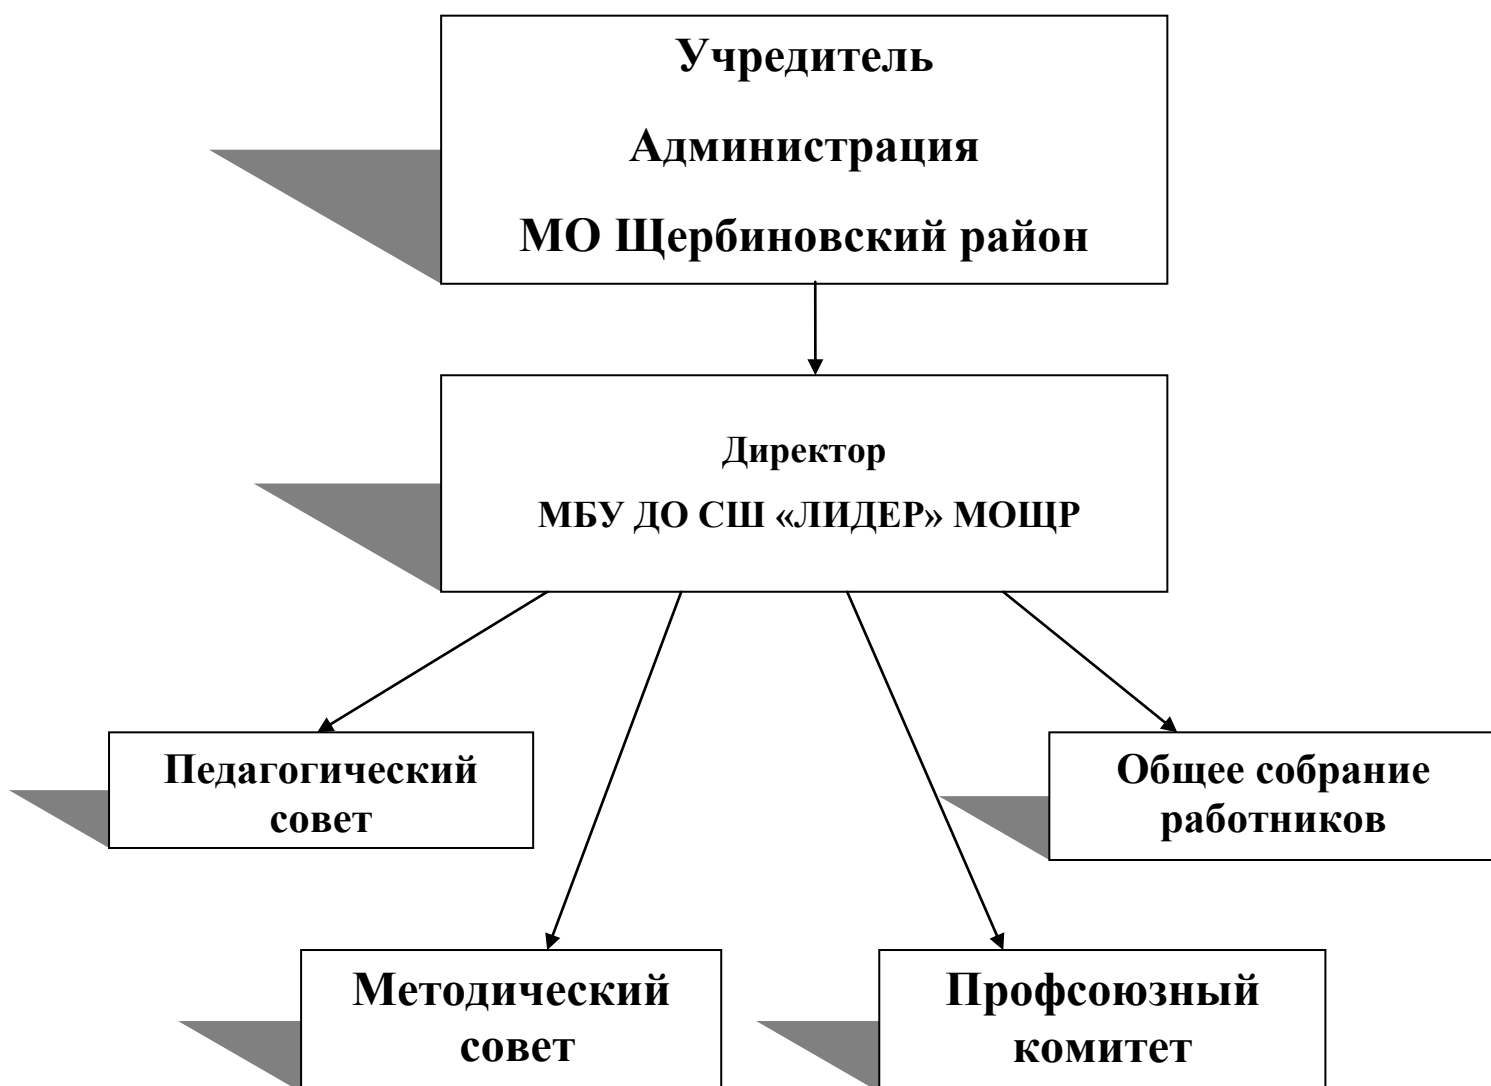 Учредитель
Администрация
МО Щербиновский район
Директор
МБУ ДО СШ «ЛИДЕР» МОЩР
Педагогический
совет
Общее собрание
работников
Методический
совет
Профсоюзный
комитет